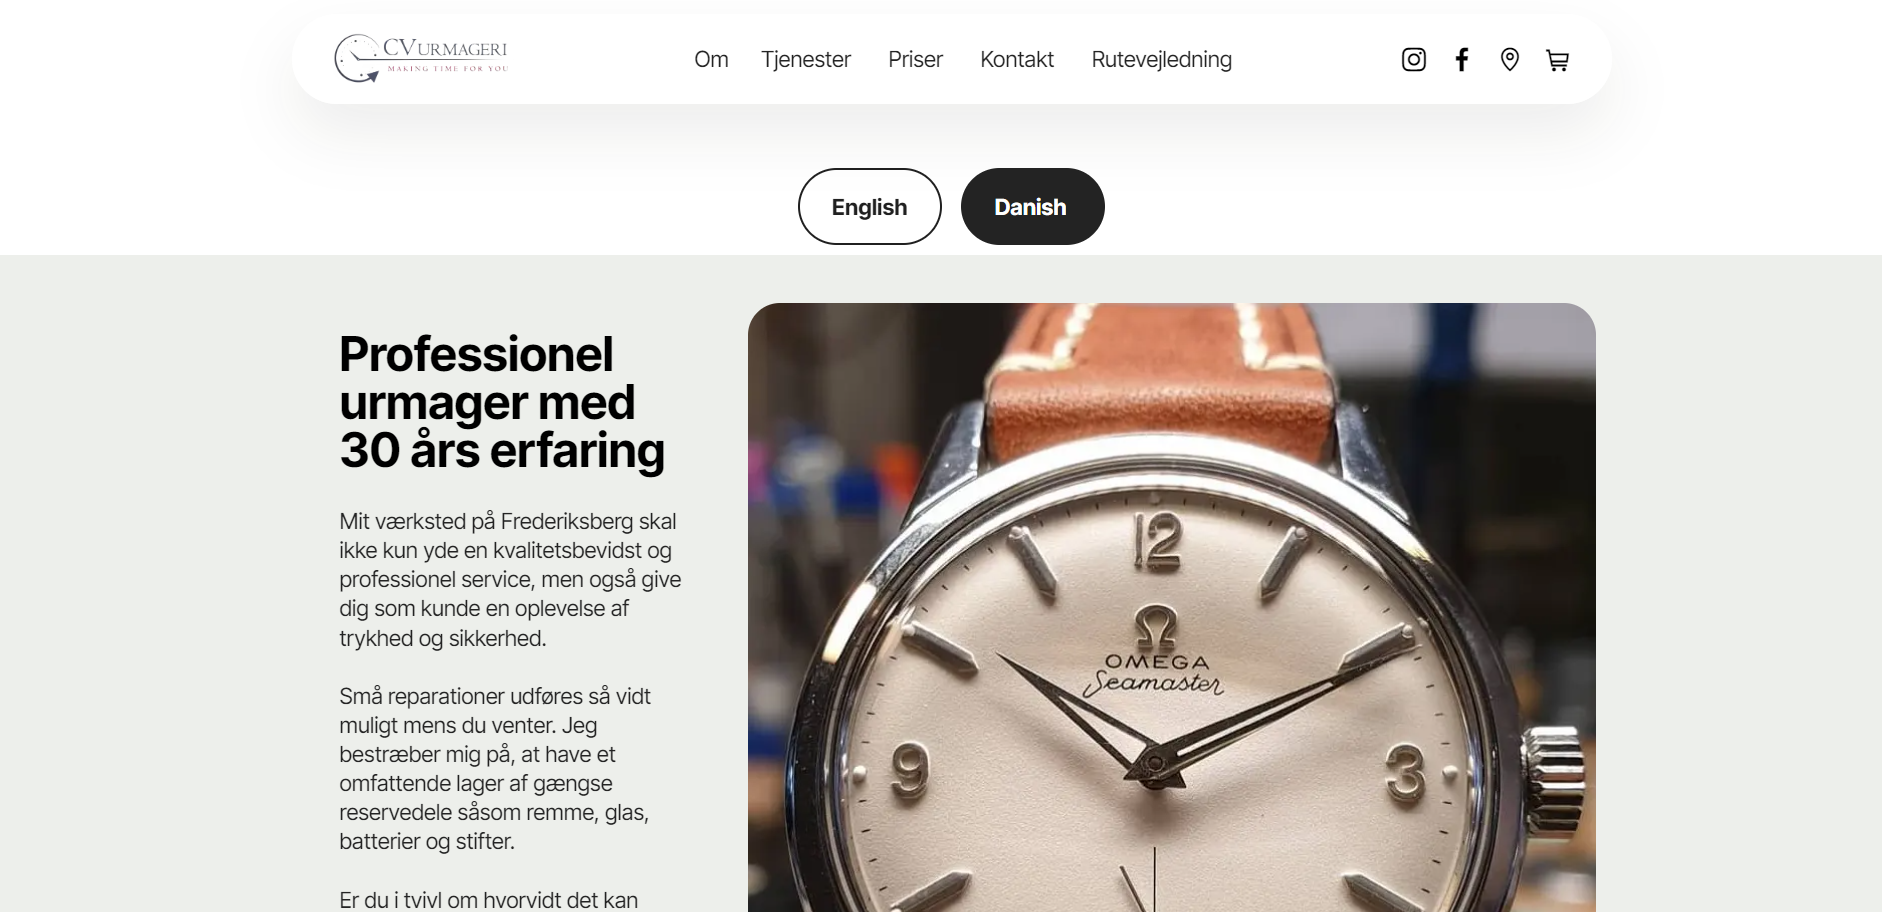 CVURMAGERI
MAKING TIME FOR YOU
Om
Tjenester
Priser
Kontakt
Rutevejledning
English
Danish
Professionel
urmager med
30 års erfaring
Mit værksted på Frederiksberg skal
ikke kun yde en kvalitetsbevidst og
professionel service, men også give
dig som kunde en oplevelse af
trykhed og sikkerhed.
Små reparationer udføres så vidt
muligt mens du venter. Jeg
bestræber mig på, at have et
omfattende lager af gængse
reservedele såsom remme, glas,
batterier og stifter.
Er du i tvivl om hvorvidt det kan
12
Ω
OMEGA
Seamaster
9
3